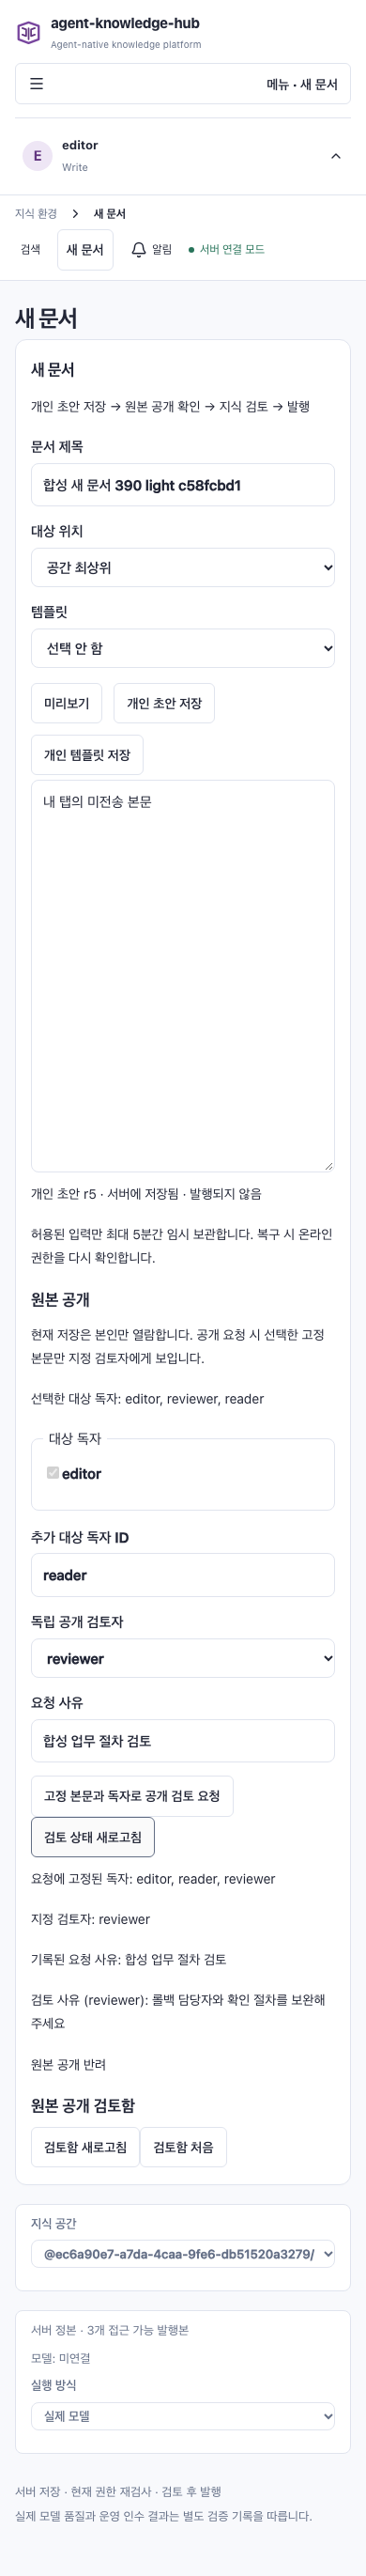 agent-knowledge-hub
Agent-native knowledge platform
메뉴 · 새 문서
E
editor
Write
지식 환경 > 새 문서
검색 새 문서 알림 서버 연결 모드
새 문서
새 문서
개인 초안 저장 → 원본 공개 확인 → 지식 검토 → 발행
문서 제목
합성 새 문서 390 light c58fcbd1
대상 위치
공간 최상위
템플릿
선택 안 함
미리보기 개인 초안 저장
개인 템플릿 저장
내 탭의 미전송 본문
개인 초안 r5 · 서버에 저장됨 · 발행되지 않음
허용된 입력만 최대 5분간 임시 보관합니다. 복구 시 온라인
권한을 다시 확인합니다.
원본 공개
현재 저장은 본인만 열람합니다. 공개 요청 시 선택한 고정
본문만 지정 검토자에게 보입니다.
선택한 대상 독자: editor, reviewer, reader
대상 독자
editor
추가 대상 독자 ID
reader
독립 공개 검토자
reviewer
요청 사유
합성 업무 절차 검토
고정 본문과 독자로 공개 검토 요청
검토 상태 새로고침
요청에 고정된 독자: editor, reader, reviewer
지정 검토자: reviewer
기록된 요청 사유: 합성 업무 절차 검토
검토 사유 (reviewer): 롤백 담당자와 확인 절차를 보완해
주세요
원본 공개 반려
원본 공개 검토함
검토함 새로고침 검토함 처음
지식 공간
@ec6a90e7-a7da-4caa-9fe6-db51520a3279/
서버 정본 · 3개 접근 가능 발행본
모델: 미연결
실행 방식
실제 모델
서버 저장 · 현재 권한 재검사 · 검토 후 발행
실제 모델 품질과 운영 인수 결과는 별도 검증 기록을 따릅니다.